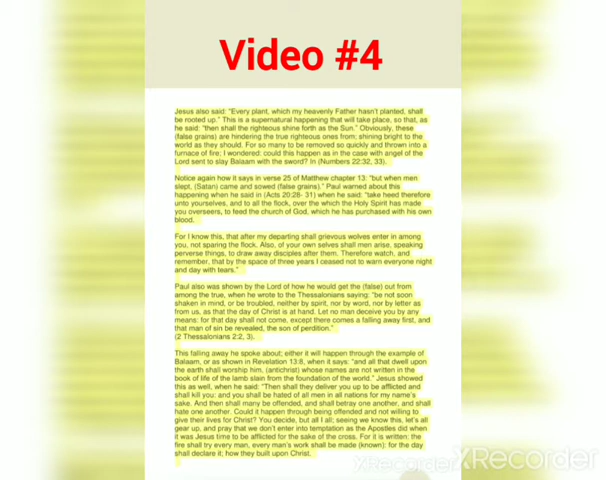 Video #4
Jesus also said: "Every plant, which my heavenly Father hasn't planted, shall
be rooted up." This is a supernatural happening that will take place, so that, as
he said: "then shall the righteous shine forth as the Sun." Obviously, these
(false grains) are hindering the true righteous ones from; shining bright to the
world as they should. For so many to be removed so quickly and thrown into a
furnace of fire; I wondered: could this happen as in the case with angel of the
Lord sent to slay Balaam with the sword? In (Numbers 22:32, 33).
Notice again how it says in verse 25 of Matthew chapter 13: "but when men
slept, (Satan) came and sowed (false grains)." Paul warned about this
happening when he said in (Acts 20:28- 31) when he said: "take heed therefore
unto yourselves, and to all the flock, over the which the Holy Spirit has made
you overseers, to feed the church of God, which he has purchased with his own
blood.
For I know this, that after my departing shall grievous wolves enter in among
you, not sparing the flock. Also, of your own selves shall men arise, speaking
perverse things, to draw away disciples after them. Therefore watch, and
remember, that by the space of three years I ceased not to warn everyone night
and day with tears."
Paul also was shown by the Lord of how he would get the (false) out from
among the true, when he wrote to the Thessalonians saying: "be not soon
shaken in mind, or be troubled, neither by spirit, nor by word, nor by letter as
from us, as that the day of Christ is at hand. Let no man deceive you by any
means: for that day shall not come, except there comes a falling away first, and
that man of sin be revealed, the son of perdition."
(2 Thessalonians 2:2, 3).
This falling away he spoke about; either it will happen through the example of
Balaam, or as shown in Revelation 13:8, when it says: "and all that dwell upon
the earth shall worship him, (antichrist) whose names are not written in the
book of life of the lamb slain from the foundation of the world." Jesus showed
this as well, when he said: "Then shall they deliver you up to be afflicted and
shall kill you: and you shall be hated of all men in all nations for my name's
sake. And then shall many be offended, and shall betray one another, and shall
hate one another. Could it happen through being offended and not willing to
give their lives for Christ? You decide, but all I all; seeing we know this, let's all
gear up, and pray that we don't enter into temptation as the Apostles did when
it was Jesus time to be afflicted for the sake of the cross. For it is written: the
fire shall try every man, every man's work shall be made (known): for the day
shall declare it; how they built upon Christ.
XRecorder